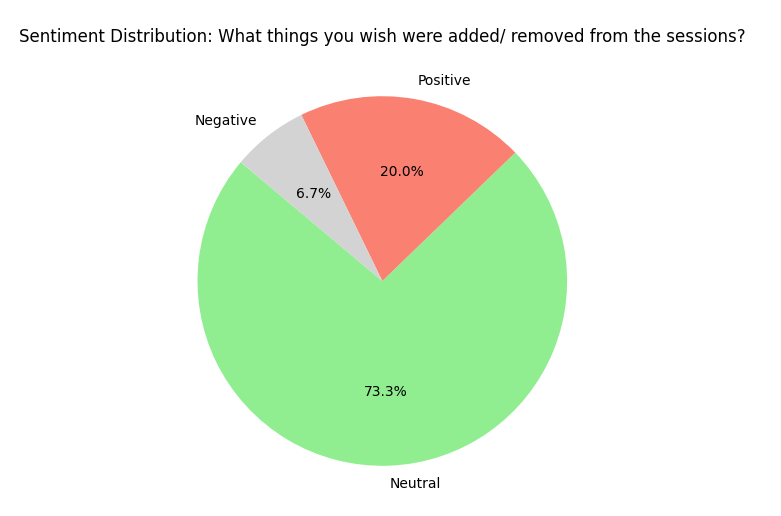 Sentiment Distribution: What things you wish were added/ removed from the sessions?
Positive
Negative
20.0%
6.7%
73.3%
Neutral